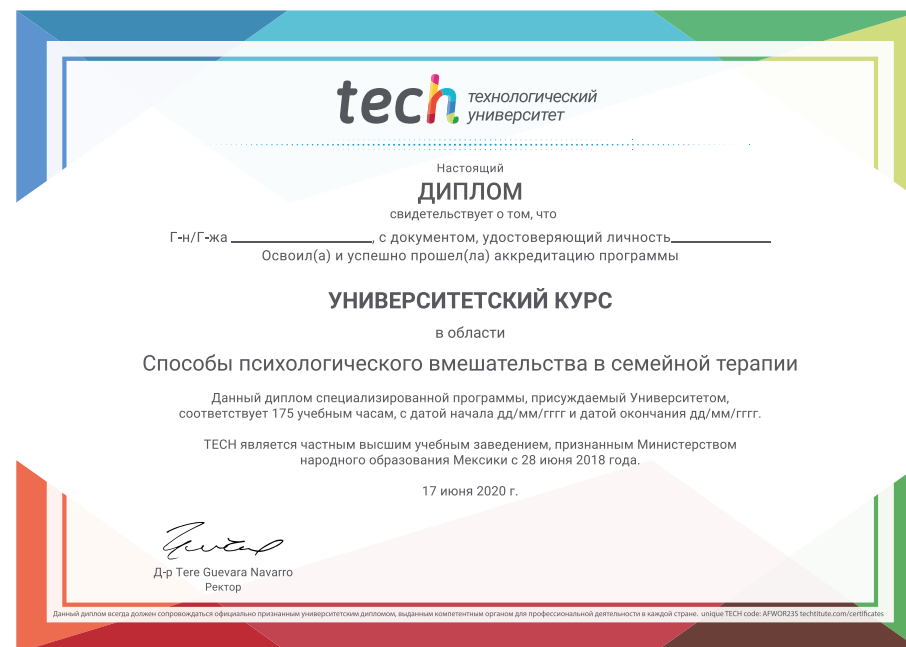 tech технологический
университет
Настоящий
ДИПЛОМ
свидетельствует о том, что
Г-н/Г-жа ____________________, с документом, удостоверяющий личность______________
Освоил(а) и успешно прошел(ла) аккредитацию программы
УНИВЕРСИТЕТСКИЙ КУРС
в области
Способы психологического вмешательства в семейной терапии
Данный диплом специализированной программы, присуждаемый Университетом,
соответствует 175 учебным часам, с датой начала дд/мм/гггг и датой окончания дд/мм/гггг.
TECH является частным высшим учебным заведением, признанным Министерством
народного образования Мексики с 28 июня 2018 года.
17 июня 2020 г.
Д-р Tere Guevara Navarro
Ректор
Данный диплом всегда должен сопровождаться официально признанным университетским дипломом, выданным компетентным органом для профессиональной деятельности в каждой стране. unique TECH code: AFWOR23S techtitute.com/certificates